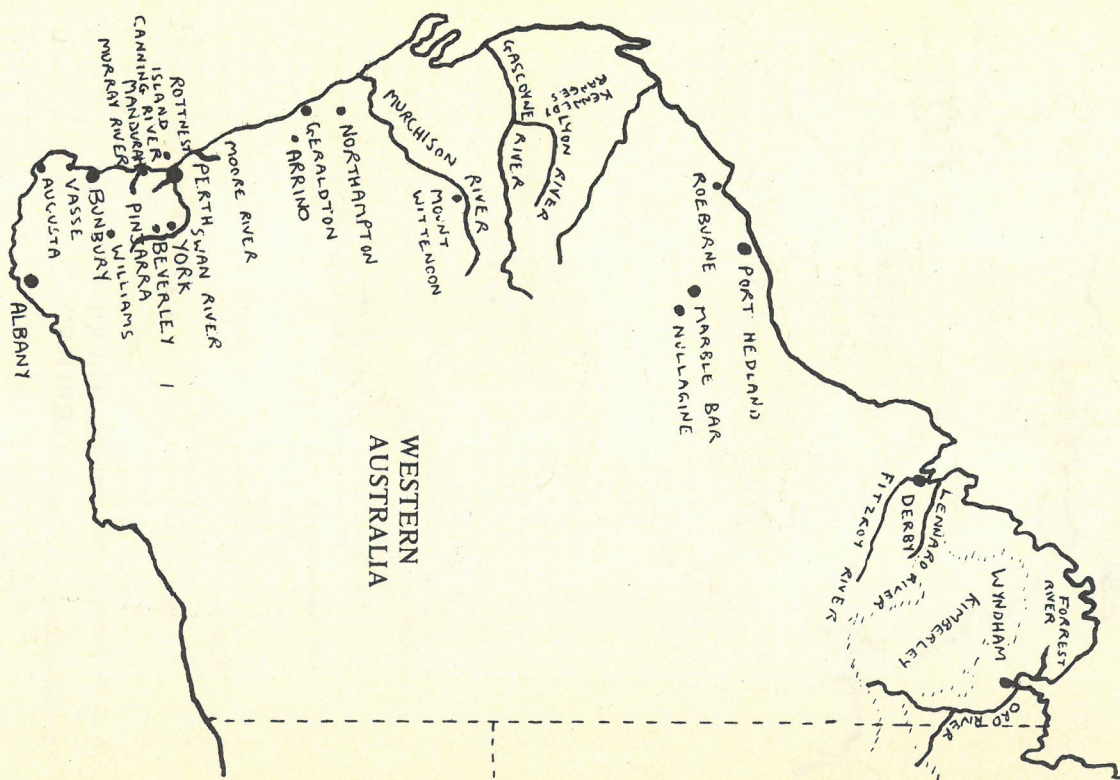 FORREST
RIVER
WYNDHAM
ORD RIVER
KIMBERLEY
LENNARD RIVER
DERBY
FITZROY RIVER
PORT HEDLAND
ROEBURNE
MARBLE BAR
NULLAGINE
LYON RIVER
RANGES
GASCOYNE RIVER
MURCHISON RIVER
MOUNT
WITTENOON
WESTERN
AUSTRALIA
NORTHAMPTON
GERALDTON
ARRINO
MOORE RIVER
SWAN RIVER
PERTH
ROTTNEST
ISLAND
YORK
CANNING RIVER
BEVERLEY
MANDURAH
PINJARRA
MURRAY RIVER
WILLIAMS
BUNBURY
VASSE
AUGUSTA
ALBANY